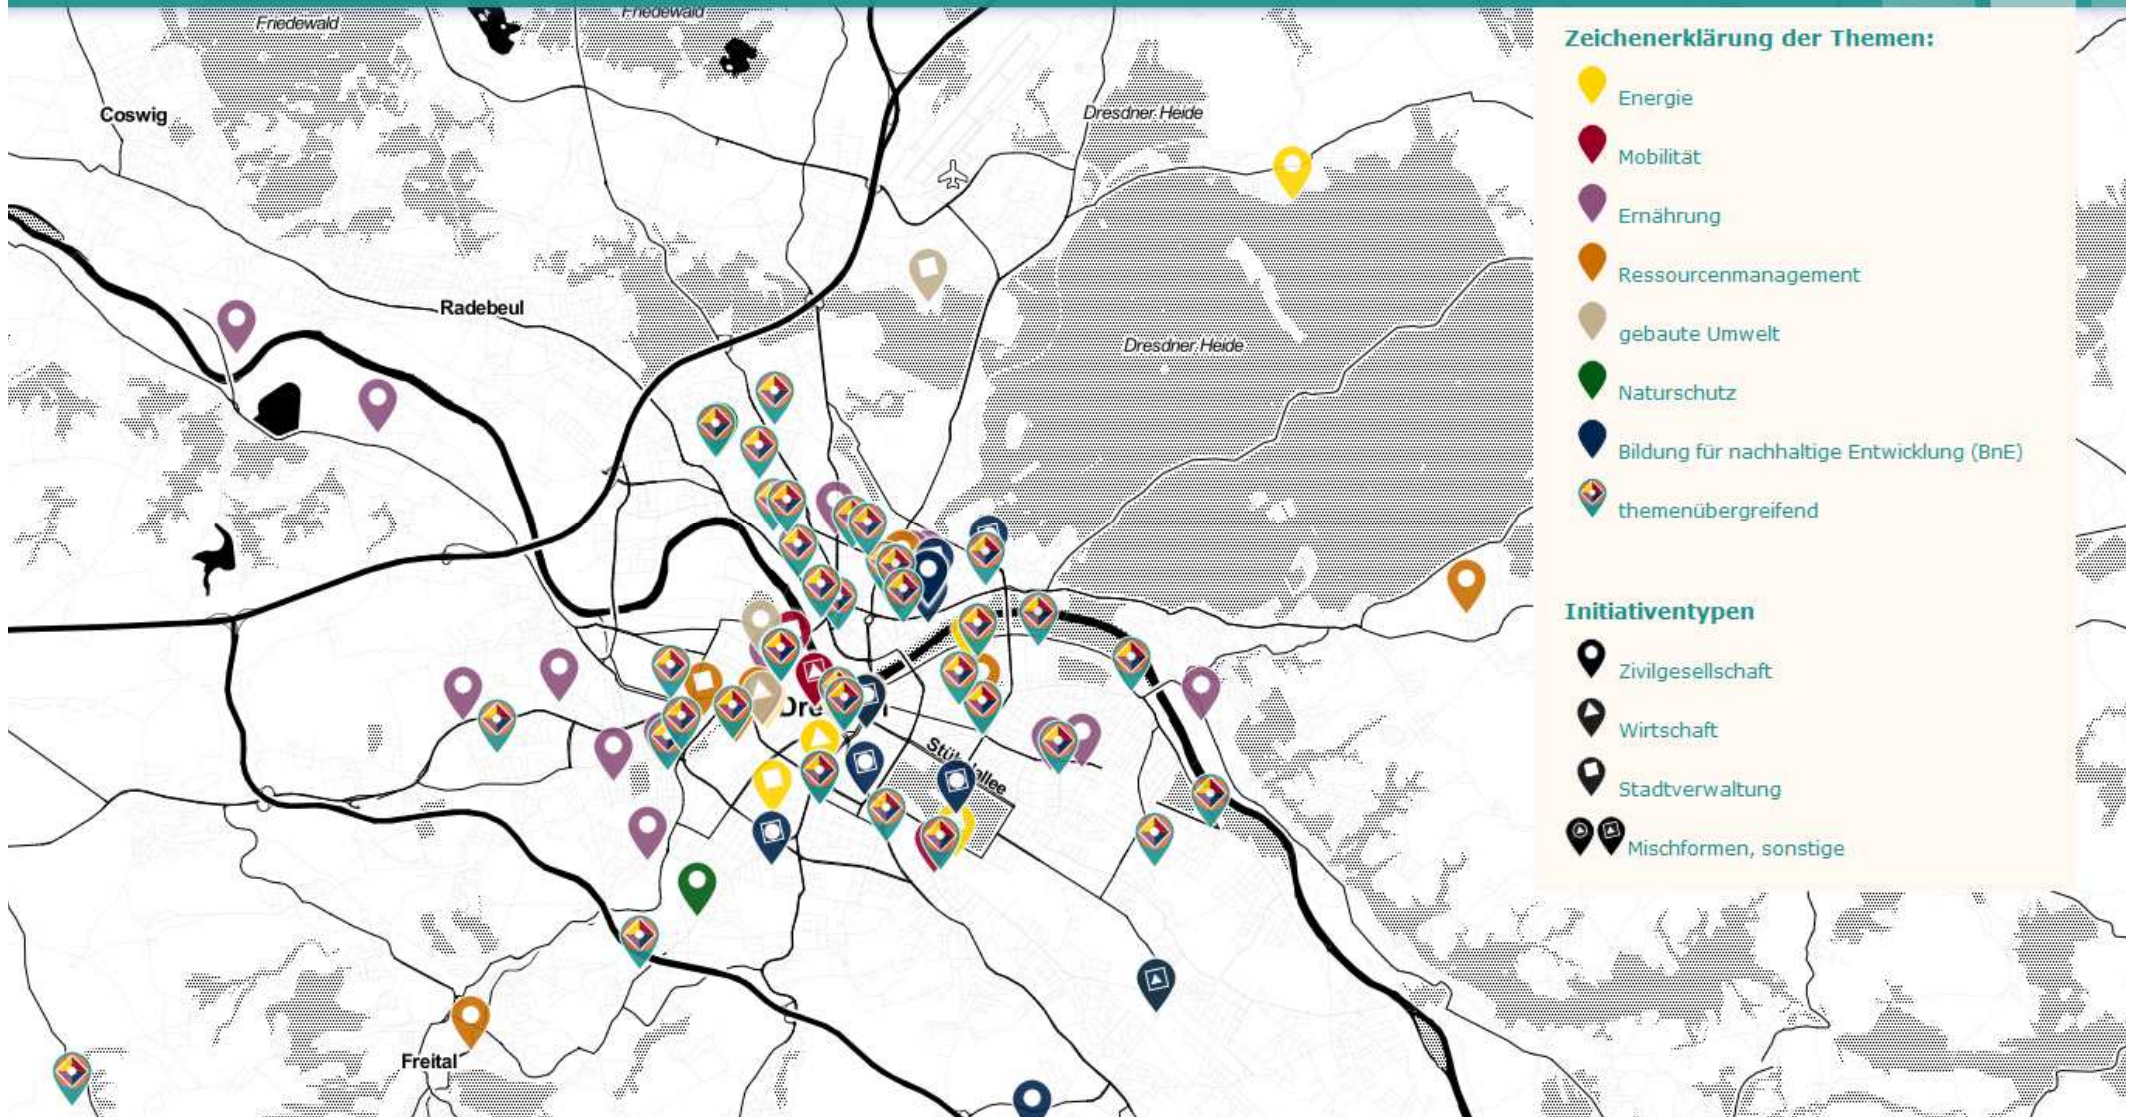 Friedewald
Friedewald
Coswig
Dresdner Heide
Radebeul
Dresdner Heide
Freital
Zeichenerklärung der Themen:
Energie
Mobilität
Ernährung
Ressourcenmanagement
gebaute Umwelt
Naturschutz
Bildung für nachhaltige Entwicklung (BnE)
themenübergreifend
Initiativentypen
Zivilgesellschaft
Wirtschaft
Stadtverwaltung
Mischformen, sonstige